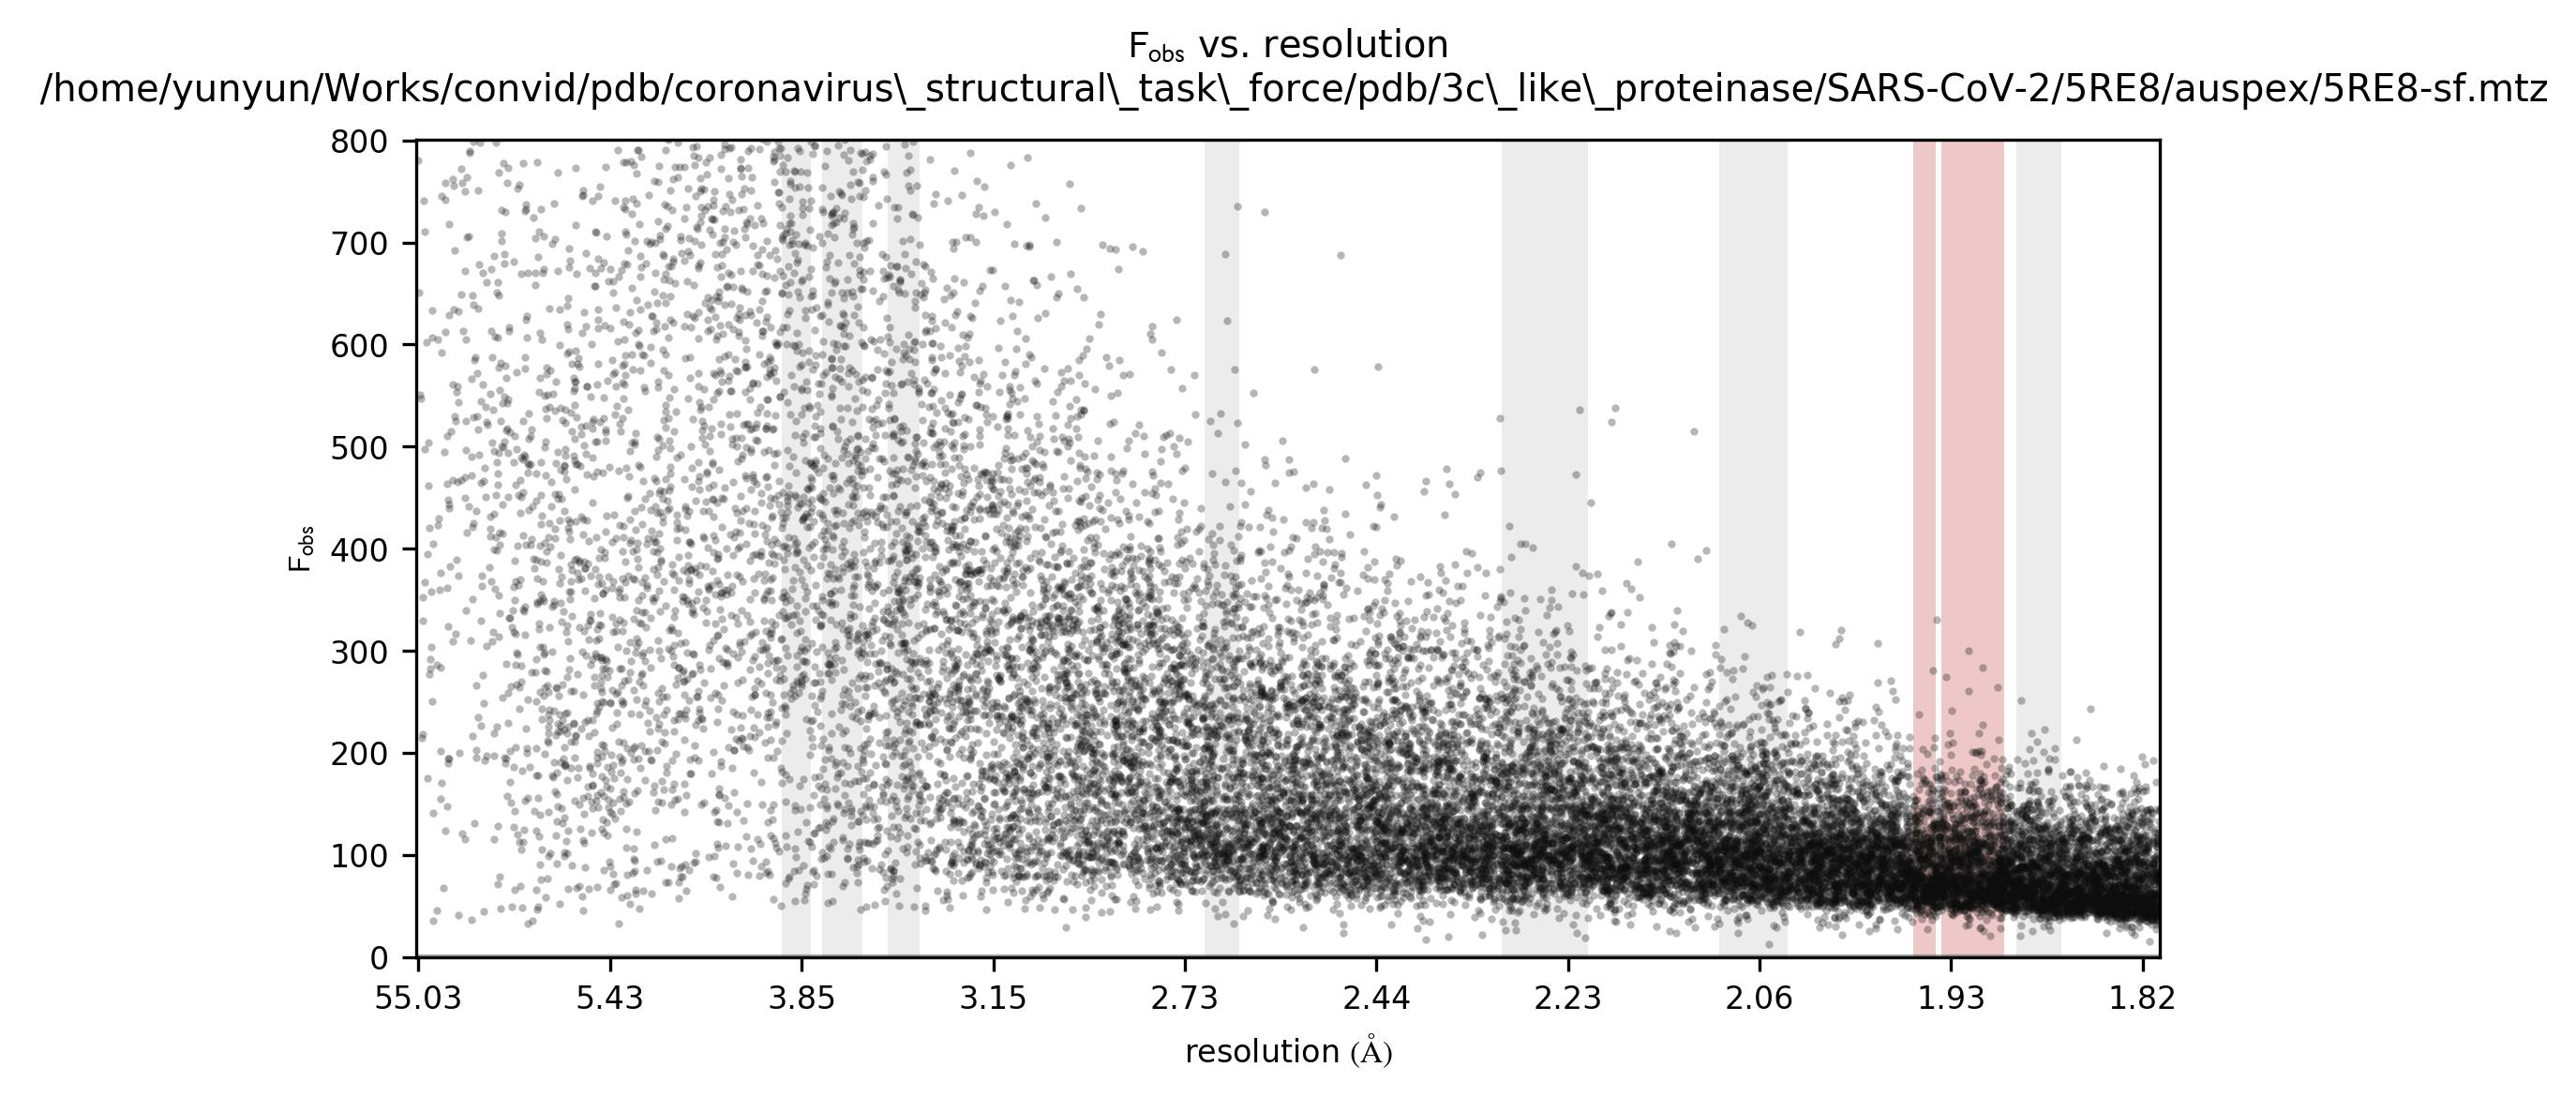 F_obs vs. resolution
/home/yunyun/Works/convid/pdb/coronavirus\_structural\_task\_force/pdb/3c\_like\_proteinase/SARS-CoV-2/5RE8/auspex/5RE8-sf.mtz
800
700
600
500
400
300
200
100
0
F_obs
55.03 5.43 3.85 3.15 2.73 2.44 2.23 2.06 1.93 1.82
resolution (Å)